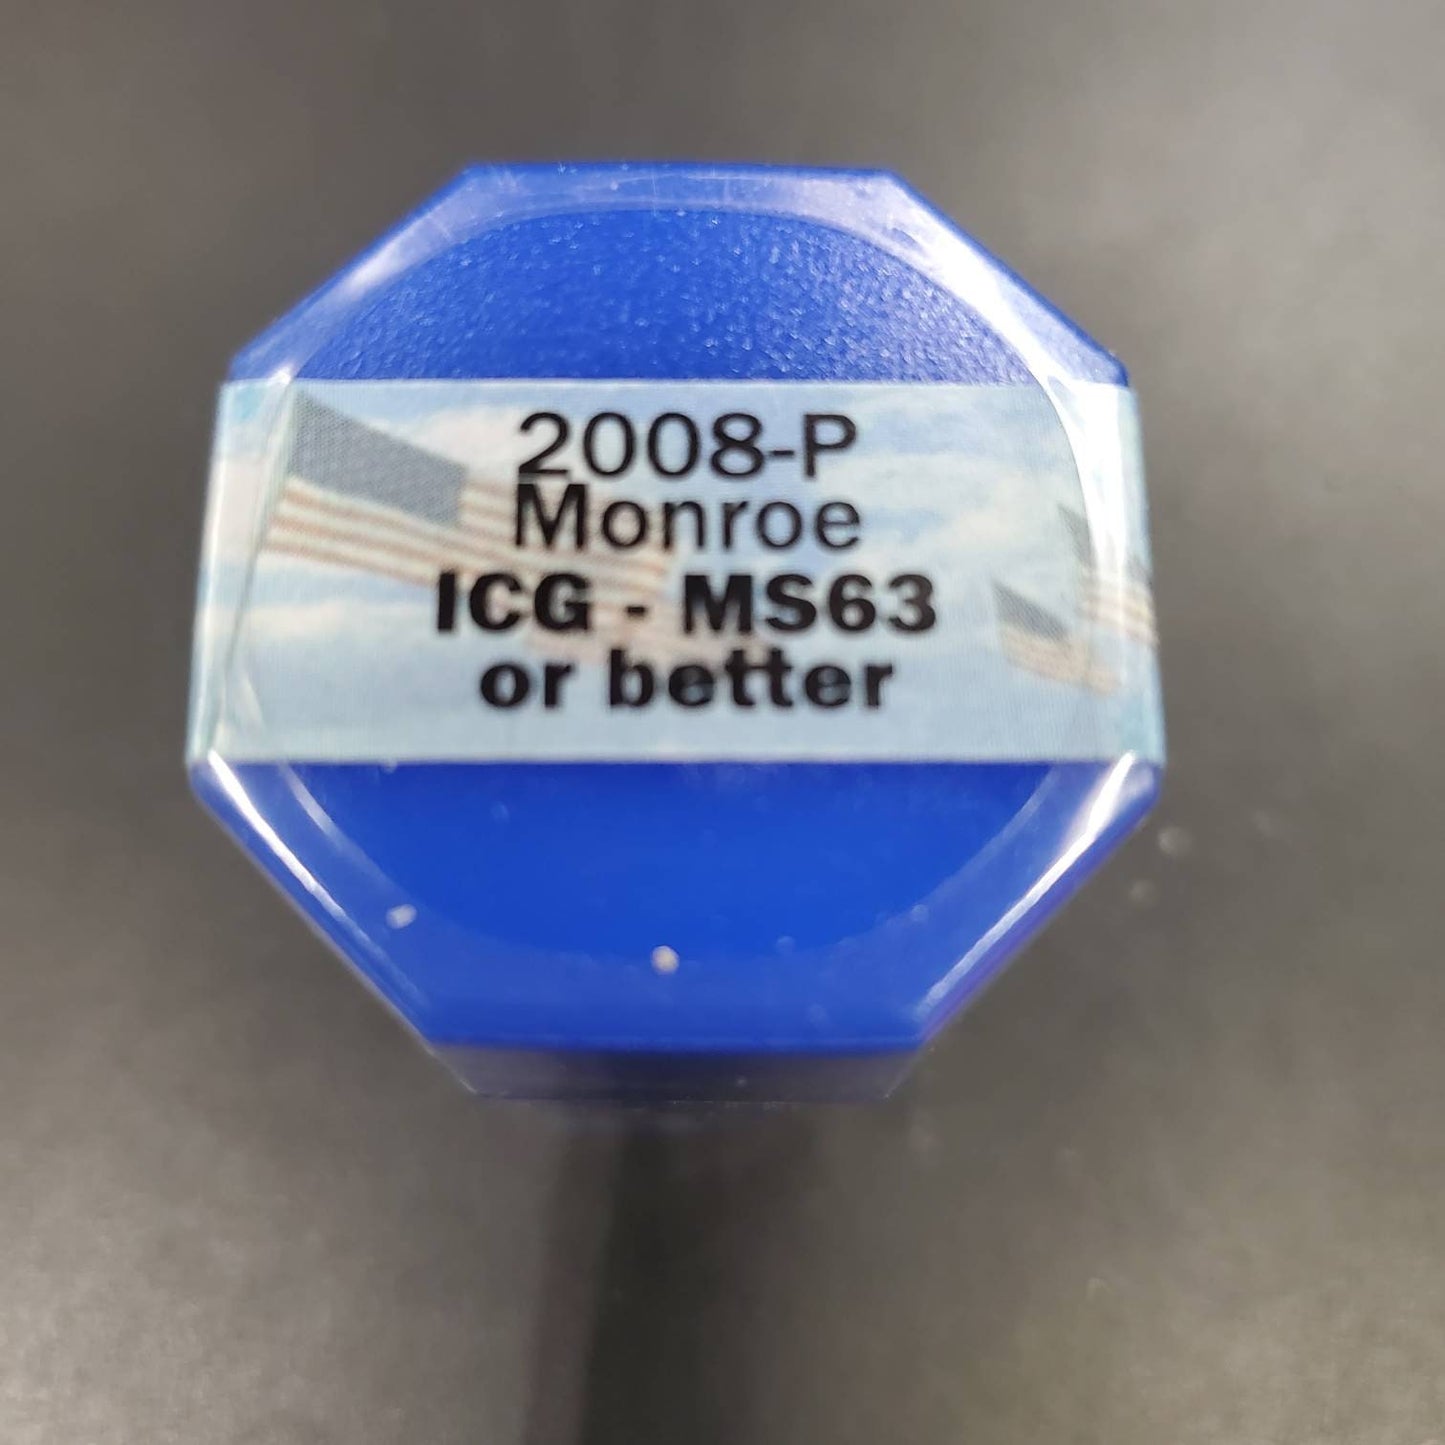 2008-P
Monroe
ICG - MS63
or better